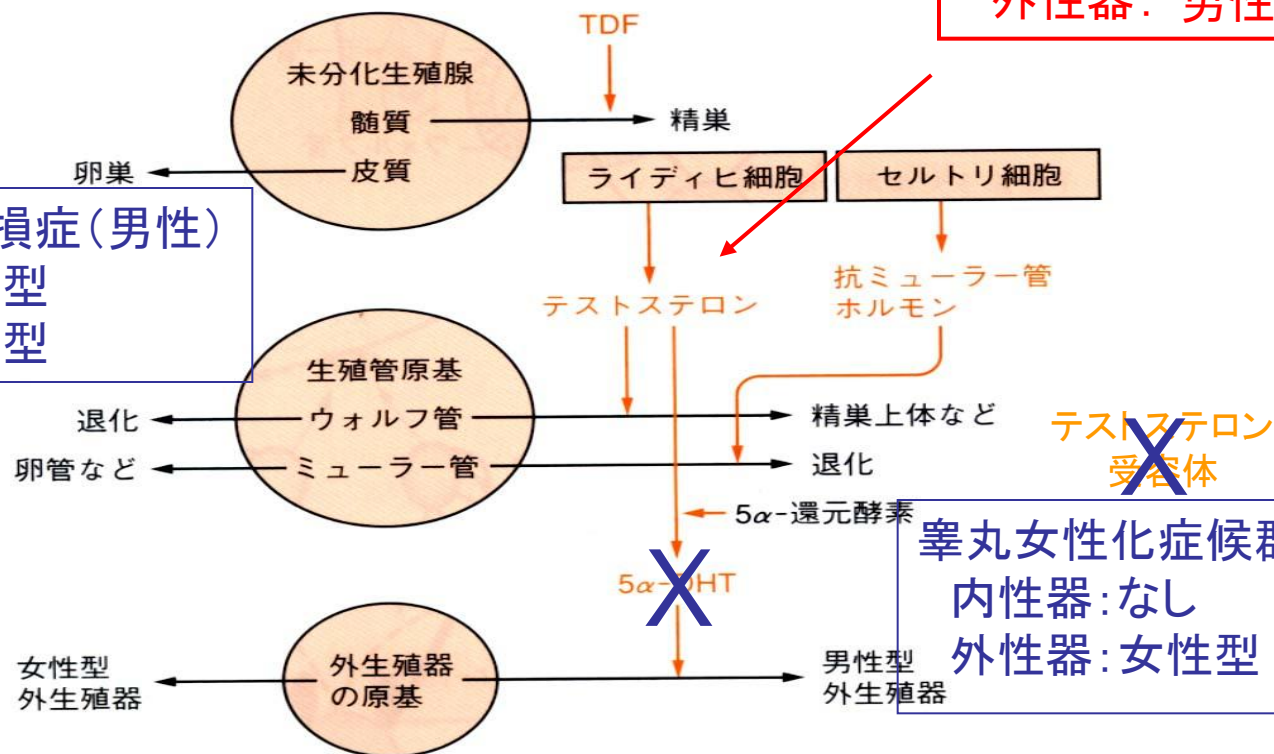 外性器: 男性
TDF
未分化生殖腺
髄質
精巣
卵巣
皮質
ライディヒ細胞
セルトリ細胞
損症(男性)
型
型
抗ミューラー管
ホルモン
テストステロン
生殖管原基
退化
ウォルフ管
精巣上体など
卵管など
ミューラー管
退化
テストステロン
受容体
X
5α-還元酵素
睾丸女性化症候群
内性器:なし
外性器:女性型
5α-DHT
X
女性型
外生殖器
外生殖器
の原基
男性型
外生殖器